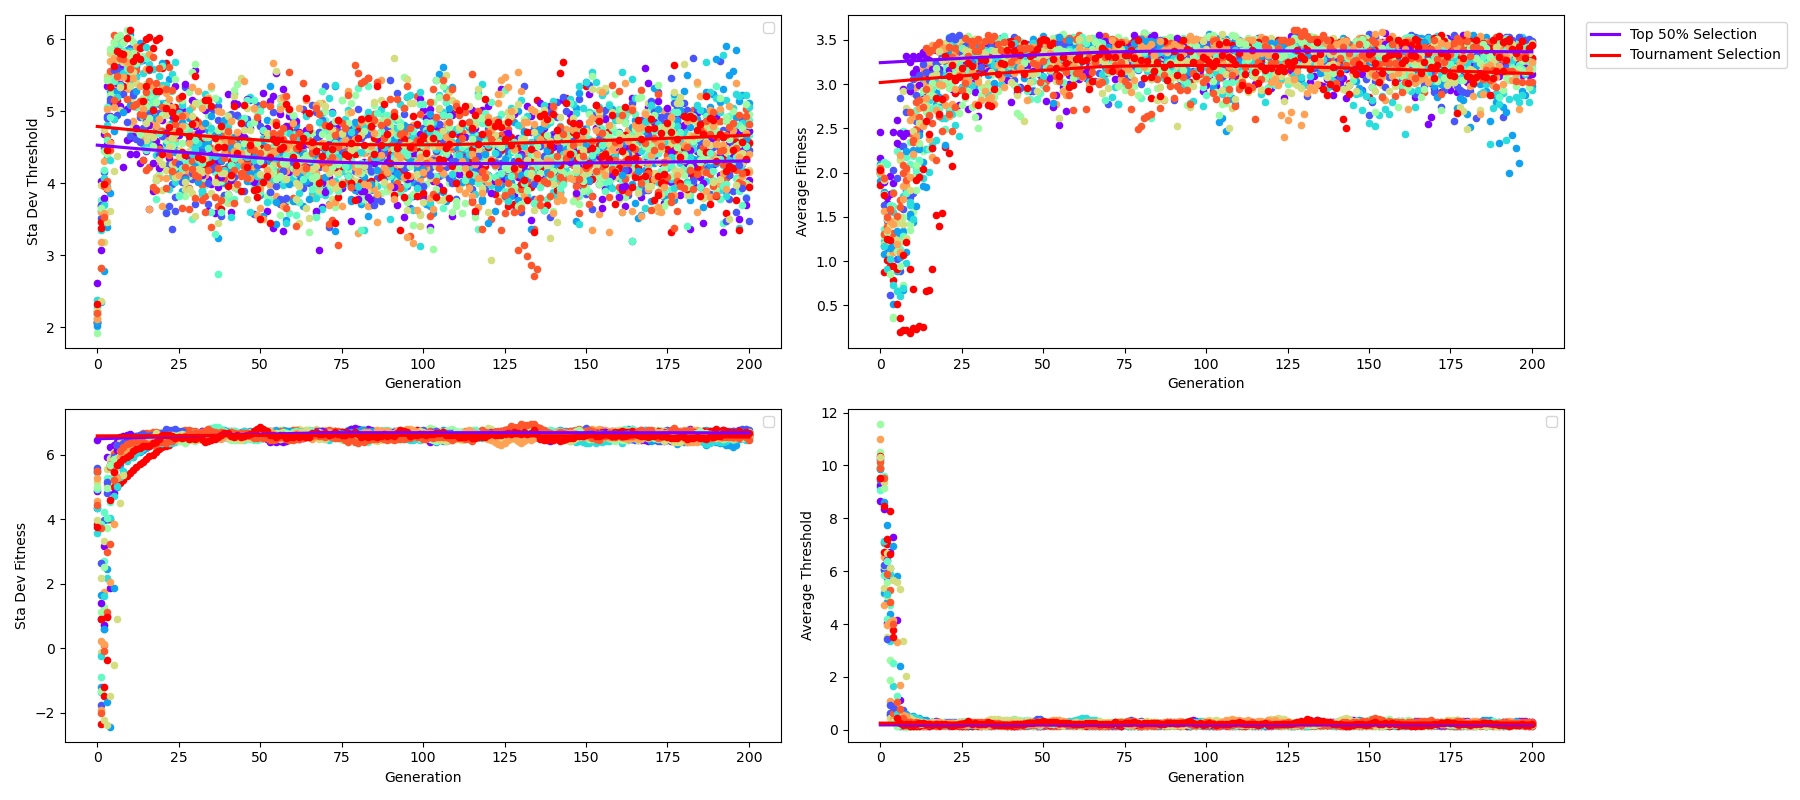 6
5
4
3
2
Sta Dev Threshold
0 25 50 75 100 125 150 175 200
Generation
3.5
3.0
2.5
2.0
1.5
1.0
0.5
Average Fitness
0 25 50 75 100 125 150 175 200
Generation
Top 50% Selection
Tournament Selection
6
4
2
0
−2
Sta Dev Fitness
0 25 50 75 100 125 150 175 200
Generation
12
10
8
6
4
2
0
Average Threshold
0 25 50 75 100 125 150 175 200
Generation